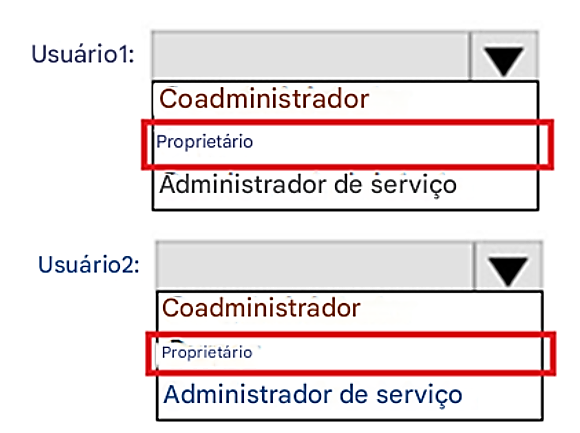 Usuário1:
Coadministrador
Proprietário
Administrador de serviço
Usuário2:
Coadministrador
Proprietário
Administrador de serviço